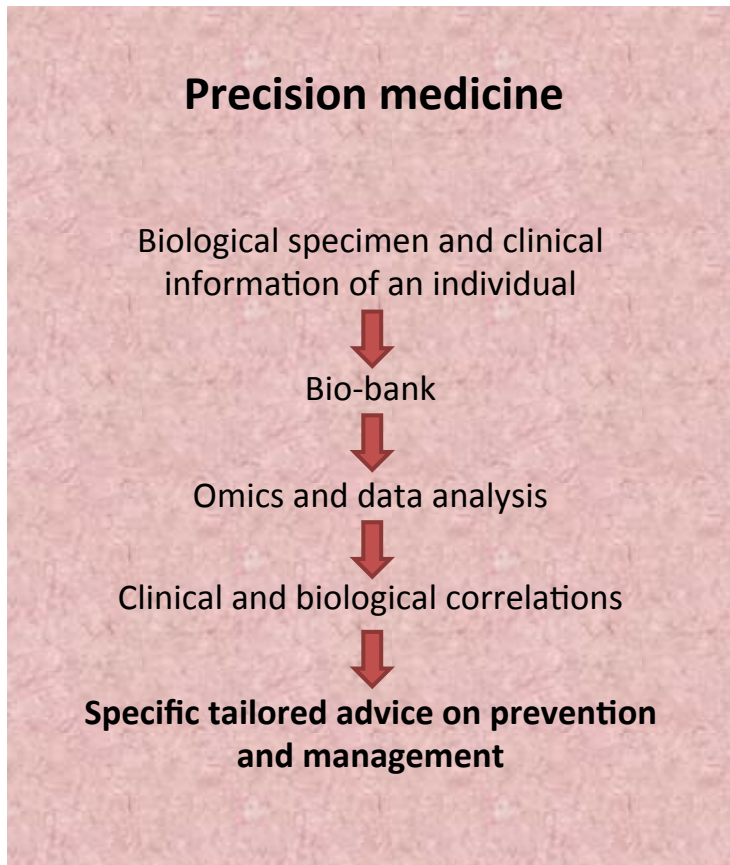 Precision medicine
Biological specimen and clinical
information of an individual
Bio-bank
Omics and data analysis
Clinical and biological correlations
Specific tailored advice on prevention
and management